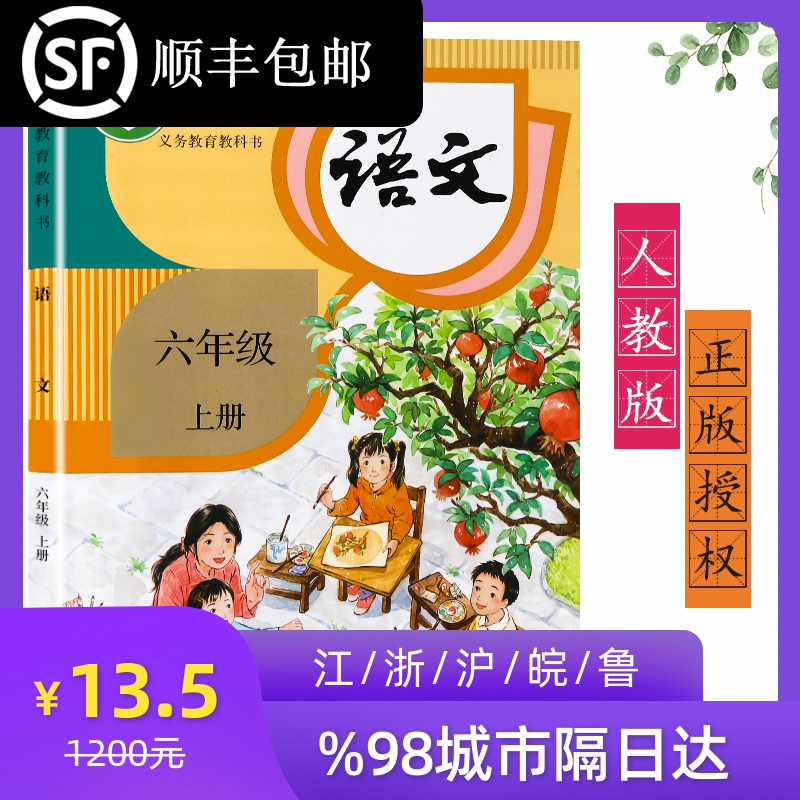 SF 顺丰包邮
教育教科书
义务教育教科书
语文
语文
六年级
上册
六年级 上册
人教版
正版授权
¥13.5
1200元
江/浙/沪/皖/鲁
%98城市隔日达